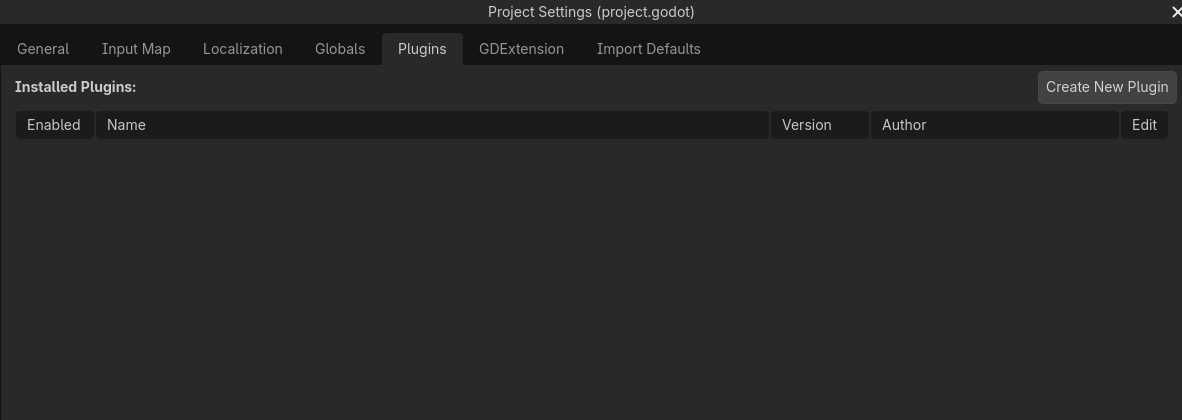 Project Settings (project.godot)
General Input Map Localization Globals Plugins GDExtension Import Defaults
Installed Plugins: Create New Plugin
Enabled Name Version Author Edit